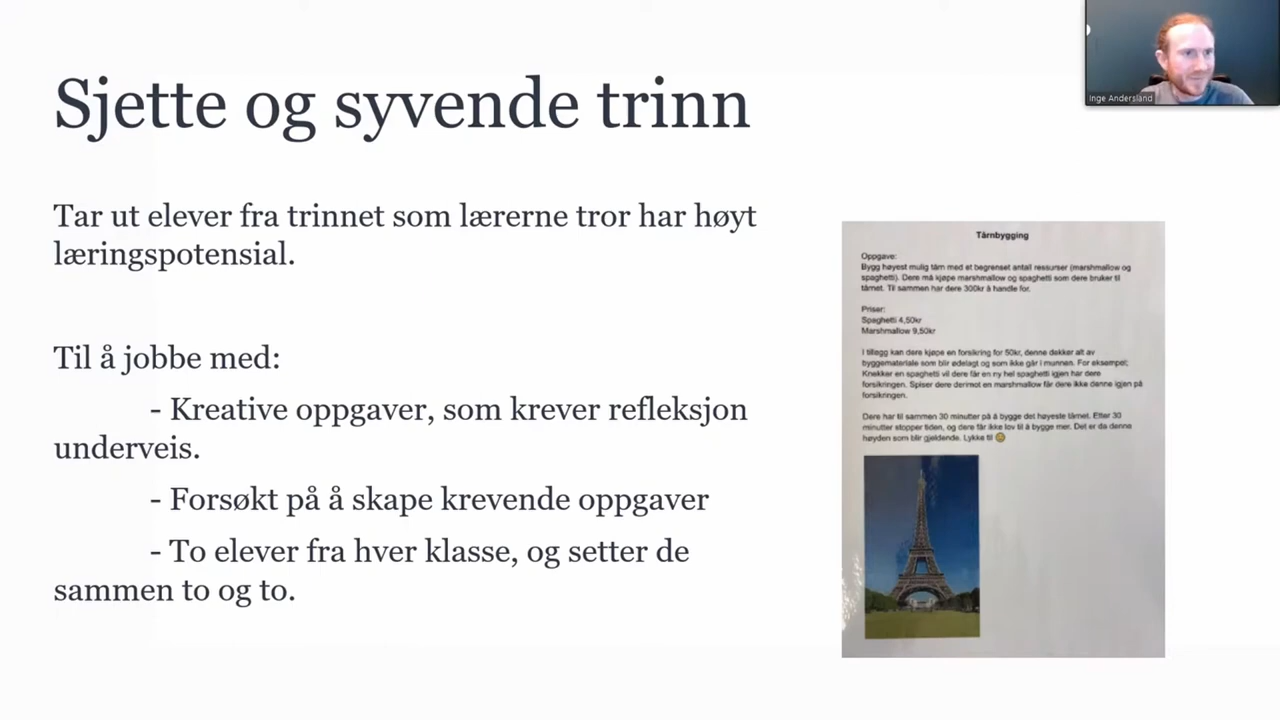 Sjette og syvende trinn
Tar ut elever fra trinnet som lærerne tror har høyt
læringspotensial.
Til å jobbe med:
- Kreative oppgaver, som krever refleksjon
underveis.
- Forsøkt på å skape krevende oppgaver
- To elever fra hver klasse, og setter de
sammen to og to.
Inge Andersland
Tårnbygging
Oppgave:
Bygg høyest mulig tårn med et begrenset antall ressurser (marshmallow og
spaghetti). Dere må kjøpe marshmallow og spaghetti som dere bruker til
tårnet. Til sammen har dere 300kr å handle for.
Priser:
Spaghetti 4,50kr
Marshmallow 9,50kr
I tillegg kan dere kjøpe en forsikring for 50kr, denne dekker alt av
byggemateriale som blir ødelagt og som ikke går i munnen. For eksempel;
Knekker en spaghetti vil dere får en ny hel spaghetti igjen har dere
forsikringen. Spiser dere derimot en marshmallow får dere ikke denne igjen på
forsikringen.
Dere har til sammen 30 minutter på å bygge det høyeste tårnet. Etter 30
minutter stopper tiden, og dere får ikke lov til å bygge mer. Det er da denne
høyden som blir gjeldende. Lykke til 🙂